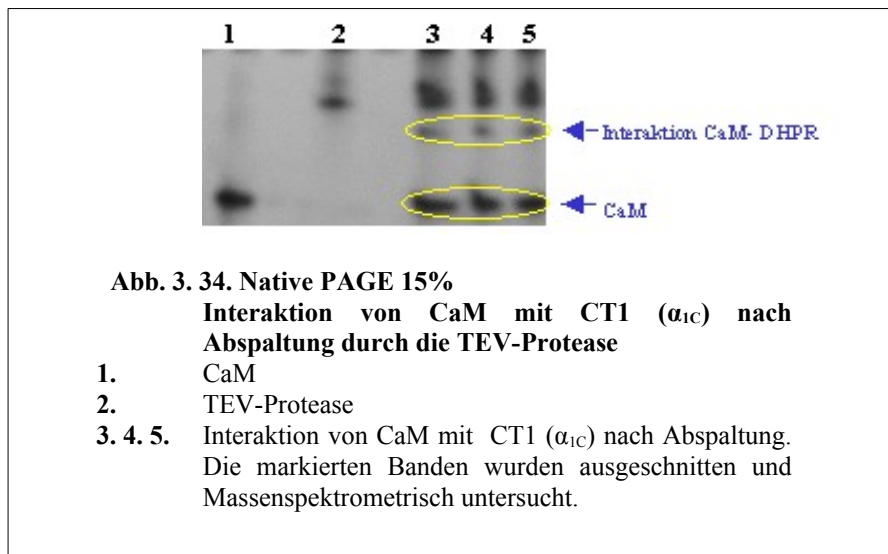 1 2 3 4 5
Interaktion CaM- DHPR
CaM
Abb. 3. 34. Native PAGE 15%
Interaktion von CaM mit CT1 (α1C) nach
Abspaltung durch die TEV-Protease
1. CaM
2. TEV-Protease
3. 4. 5. Interaktion von CaM mit CT1 (α1C) nach Abspaltung.
Die markierten Banden wurden ausgeschnitten und
Massenspektrometrisch untersucht.